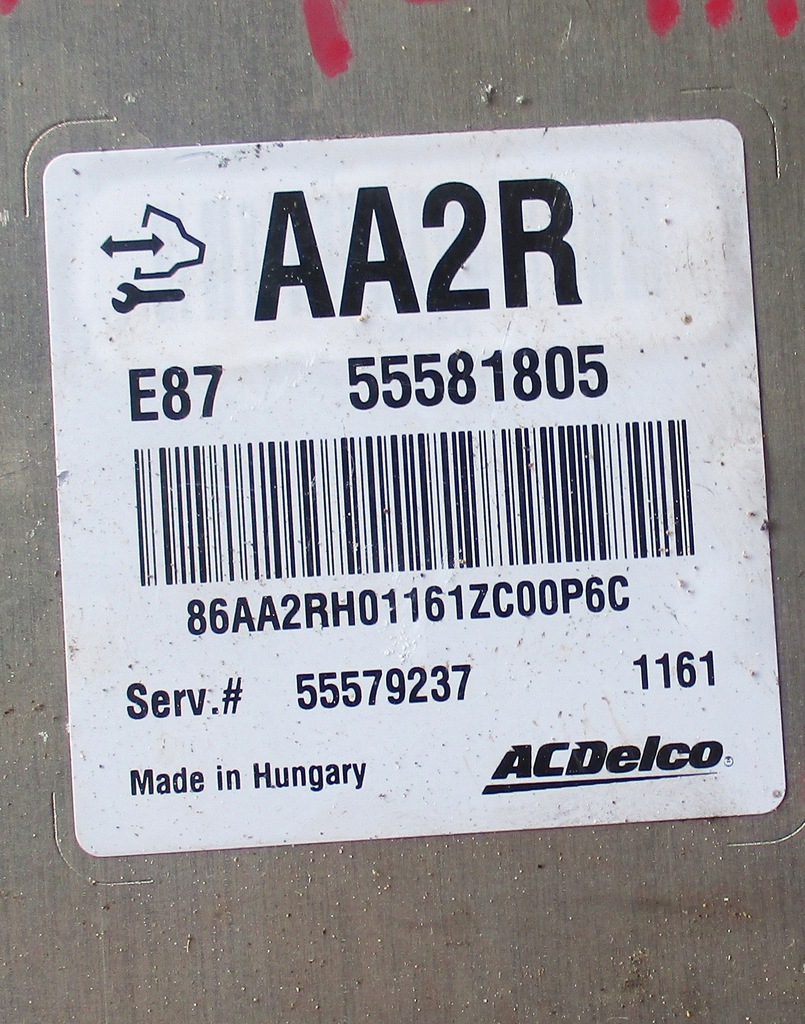 AA2R
E87 55581805
86AA2RH01161ZC00P6C
Serv.# 55579237 1161
Made in Hungary ACDelco®